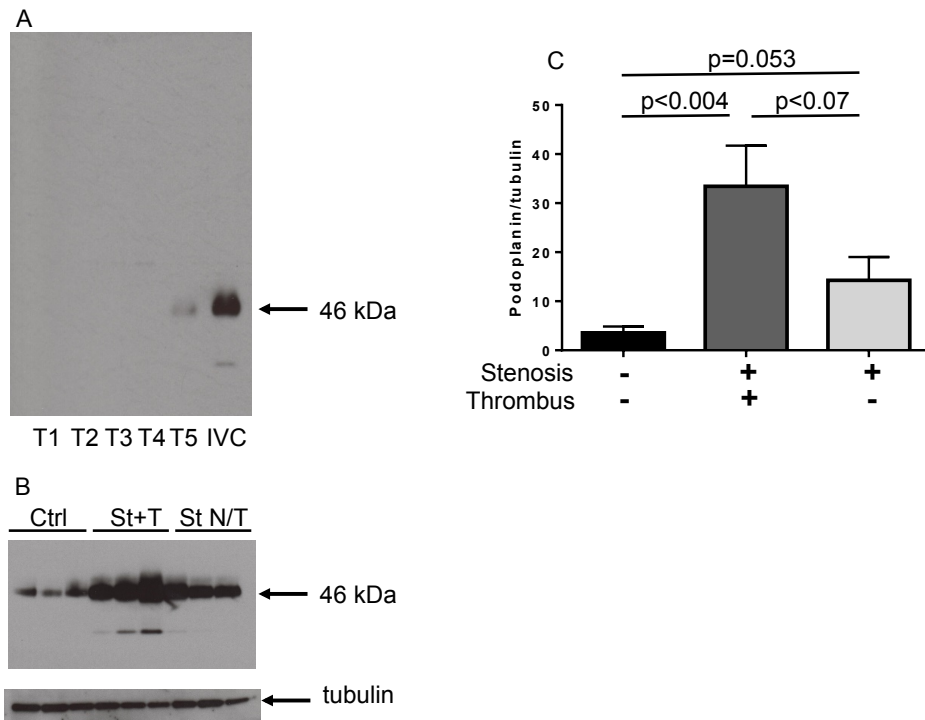 A
46 kDa
T1 T2 T3 T4 T5 IVC
B
Ctrl St+T St N/T
46 kDa
tubulin
C
p=0.053
p<0.004 p<0.07
Podoplanin/tubulin
50
40
30
20
10
0
Stenosis - + +
Thrombus - + -